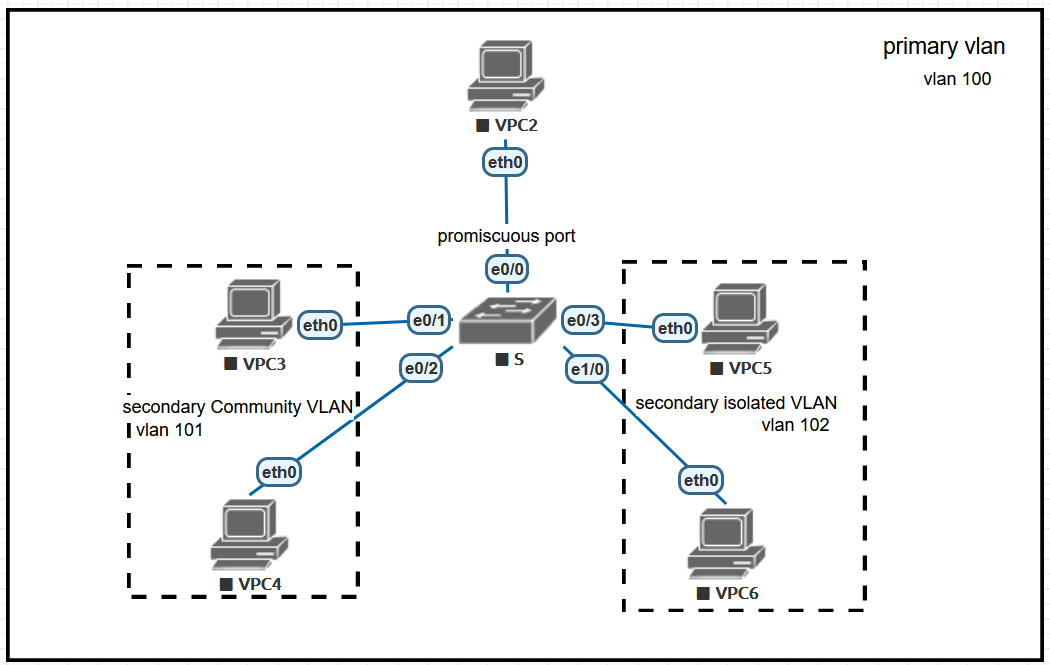 primary vlan
vlan 100
VPC2
eth0
promiscuous port
e0/0
VPC3
eth0
e0/1
e0/2
S
e0/3
e1/0
eth0
VPC5
secondary Community VLAN
vlan 101
secondary isolated VLAN
vlan 102
eth0
VPC4
eth0
VPC6